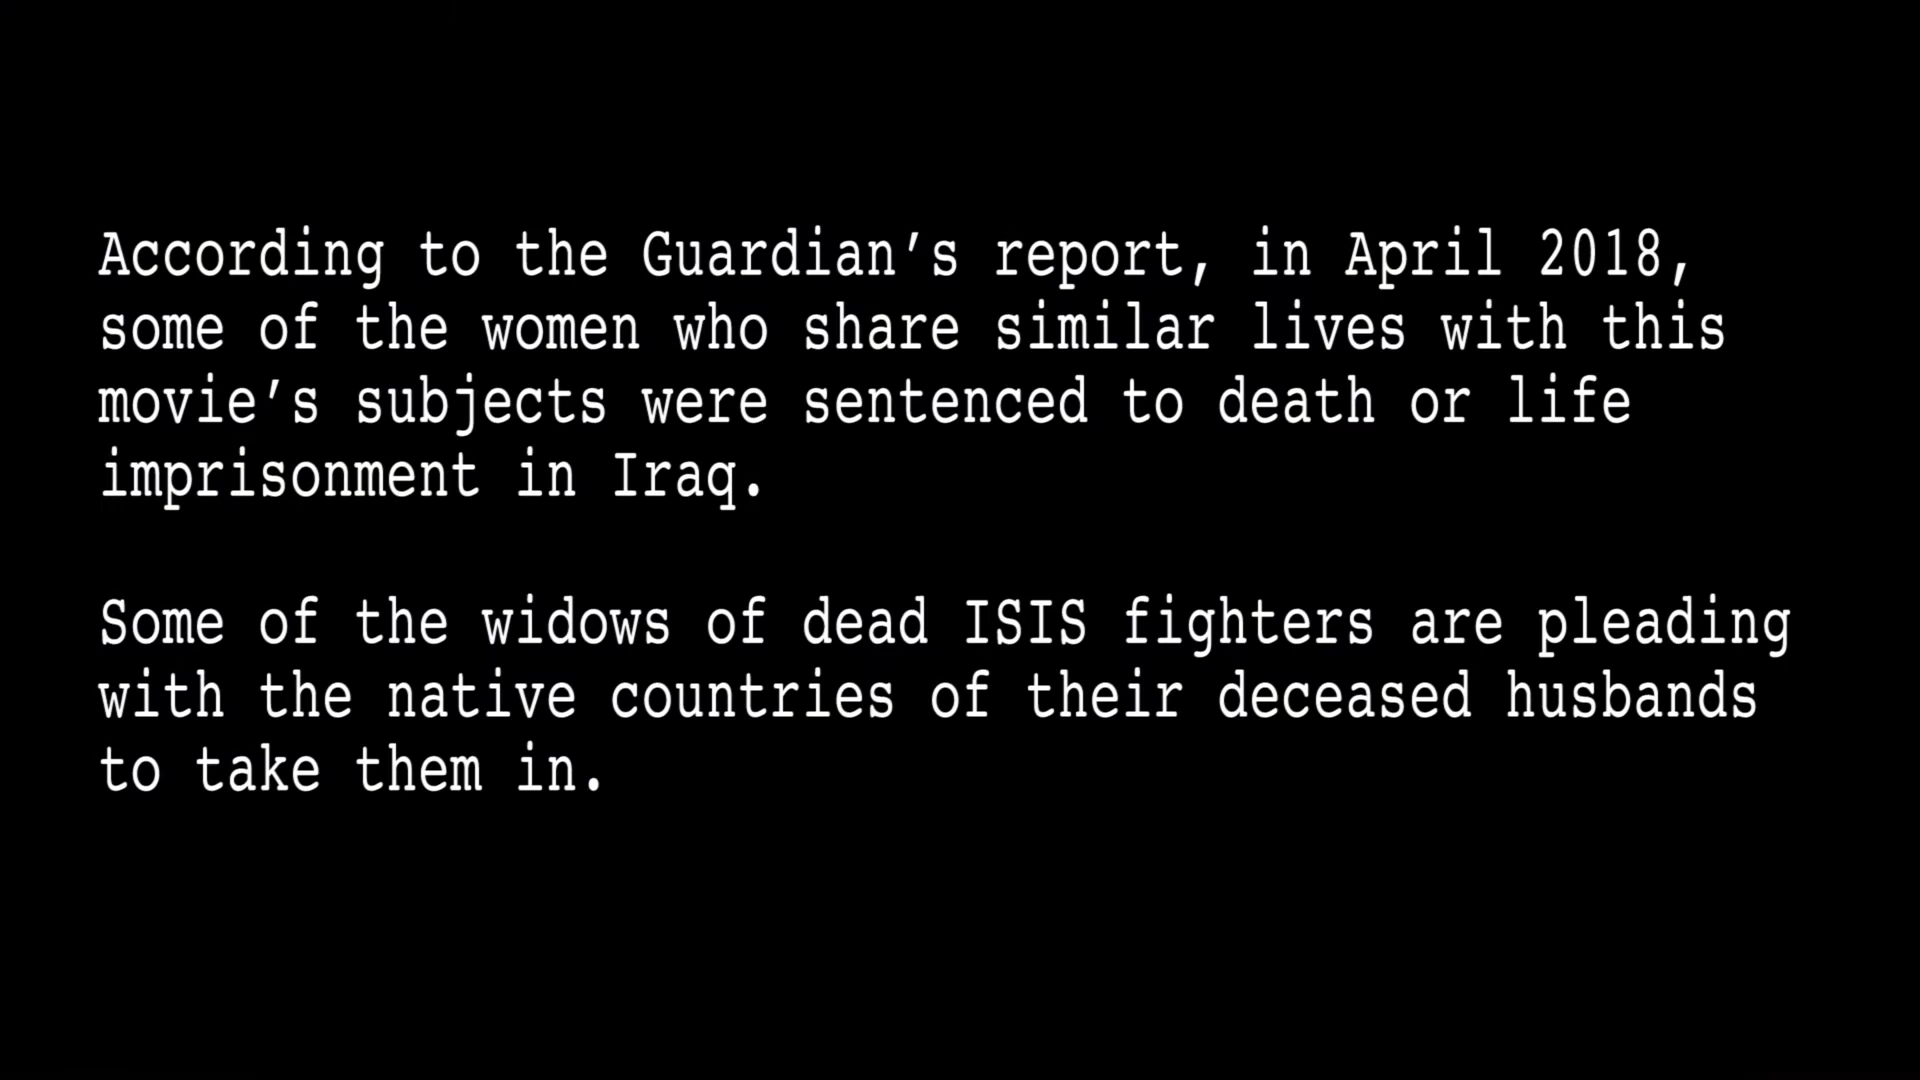 According to the Guardian’s report, in April 2018,
some of the women who share similar lives with this
movie’s subjects were sentenced to death or life
imprisonment in Iraq.
Some of the widows of dead ISIS fighters are pleading
with the native countries of their deceased husbands
to take them in.